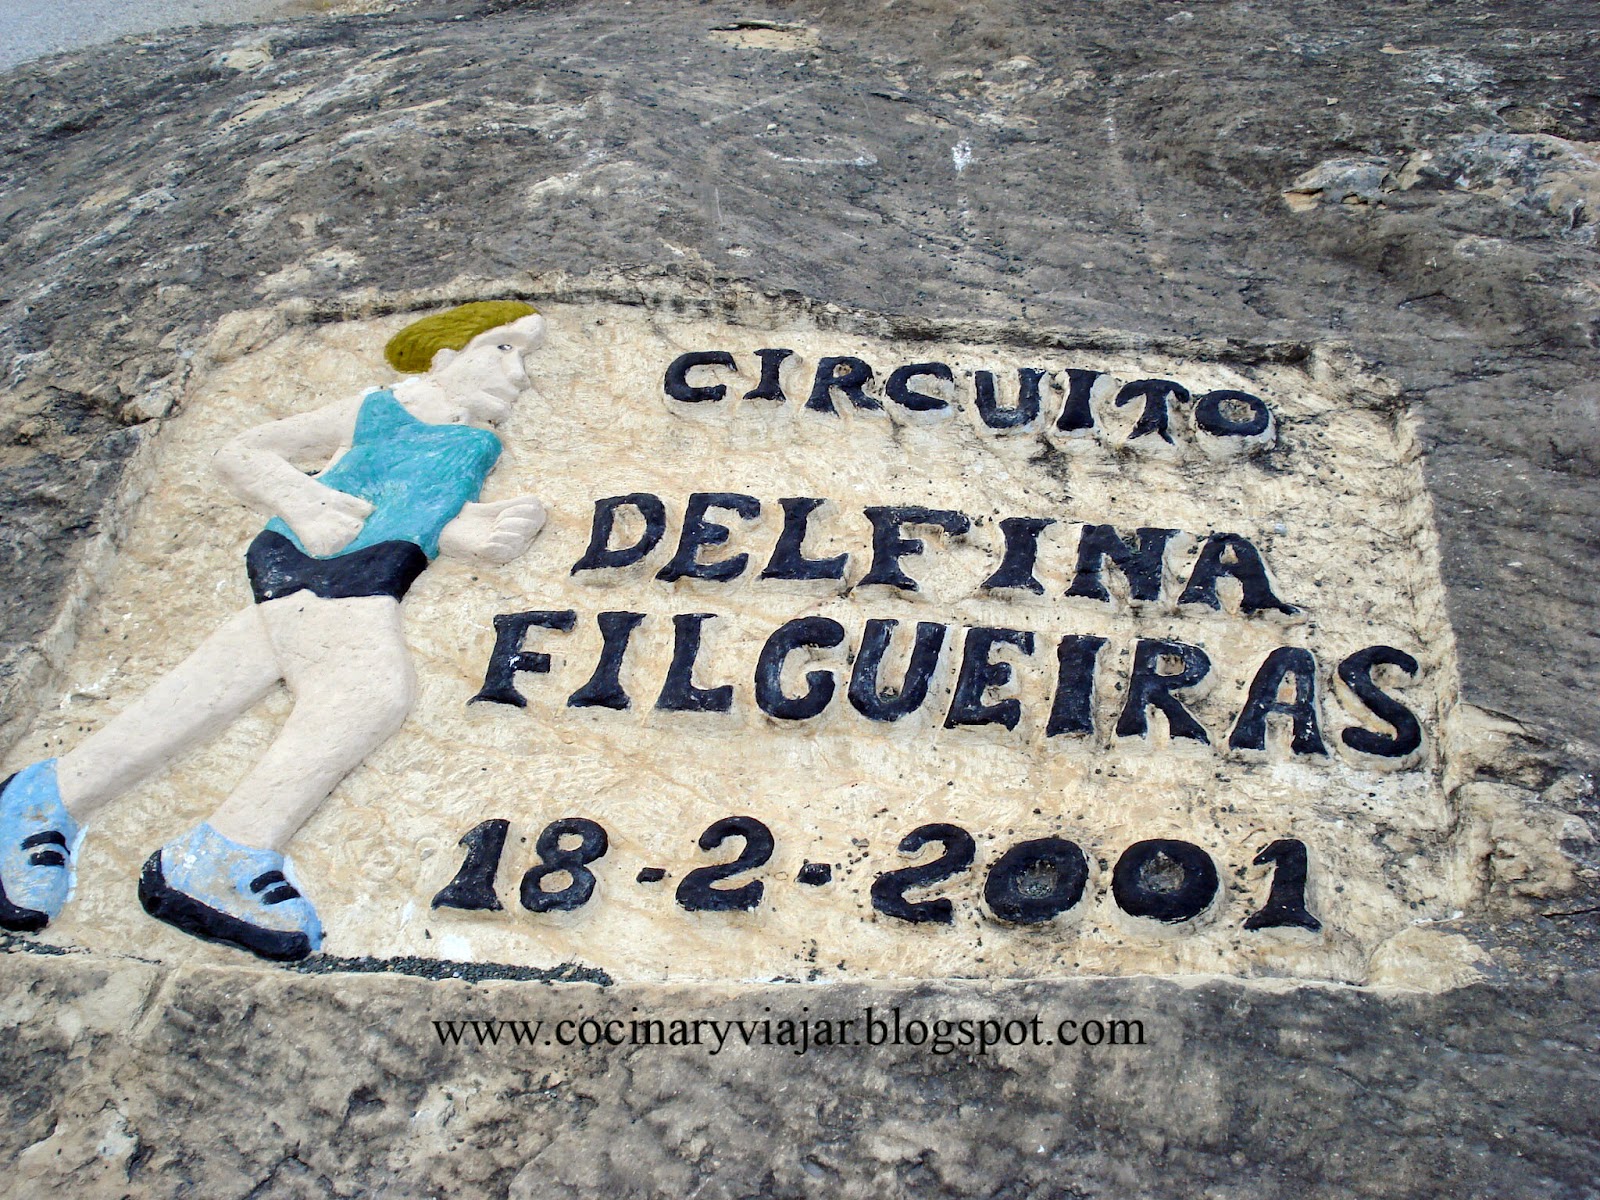 CIRCUITO
DELFINA
FILGUEIRAS
18-2-2001
www.cocinaryviajar.blogspot.com